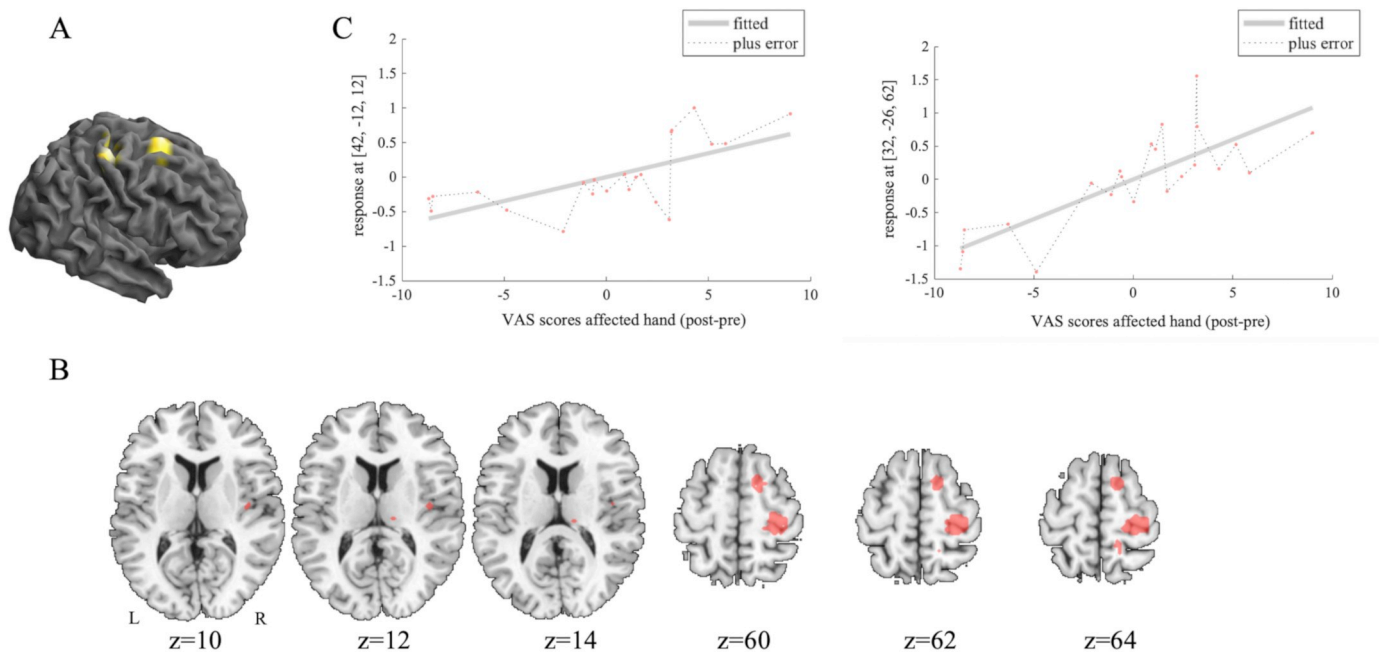 A
C
fitted
plus error
response at [42, -12, 12]
2
1.5
1
0.5
0
-0.5
-1
-1.5
-10
-5
0
5
10
VAS scores affected hand (post-pre)
fitted
plus error
response at [32, -26, 62]
2
1.5
1
0.5
0
-0.5
-1
-1.5
-10
-5
0
5
10
VAS scores affected hand (post-pre)
B
L
R
z=10
z=12
z=14
z=60
z=62
z=64